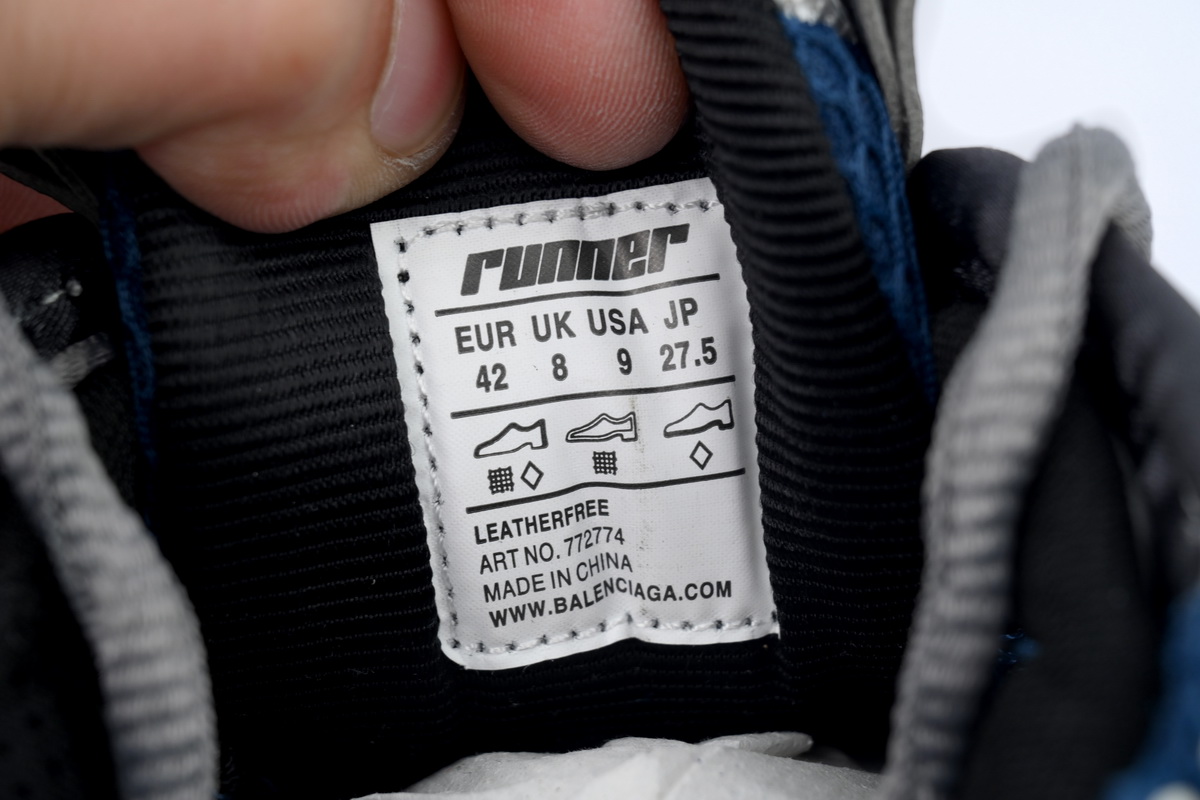 runner
EUR UK USA JP
42 8 9 27.5
LEATHERFREE
ART NO. 772774
MADE IN CHINA
WWW.BALENCIAGA.COM